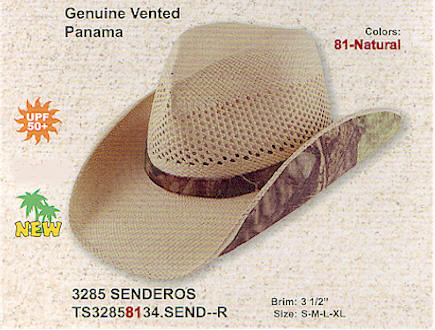 Genuine Vented
Panama
Colors:
81-Natural
UPF
50+
NEW
3285 SENDEROS
TS32858134.SEND--R
Brim: 3 1/2"
Size: S-M-L-XL